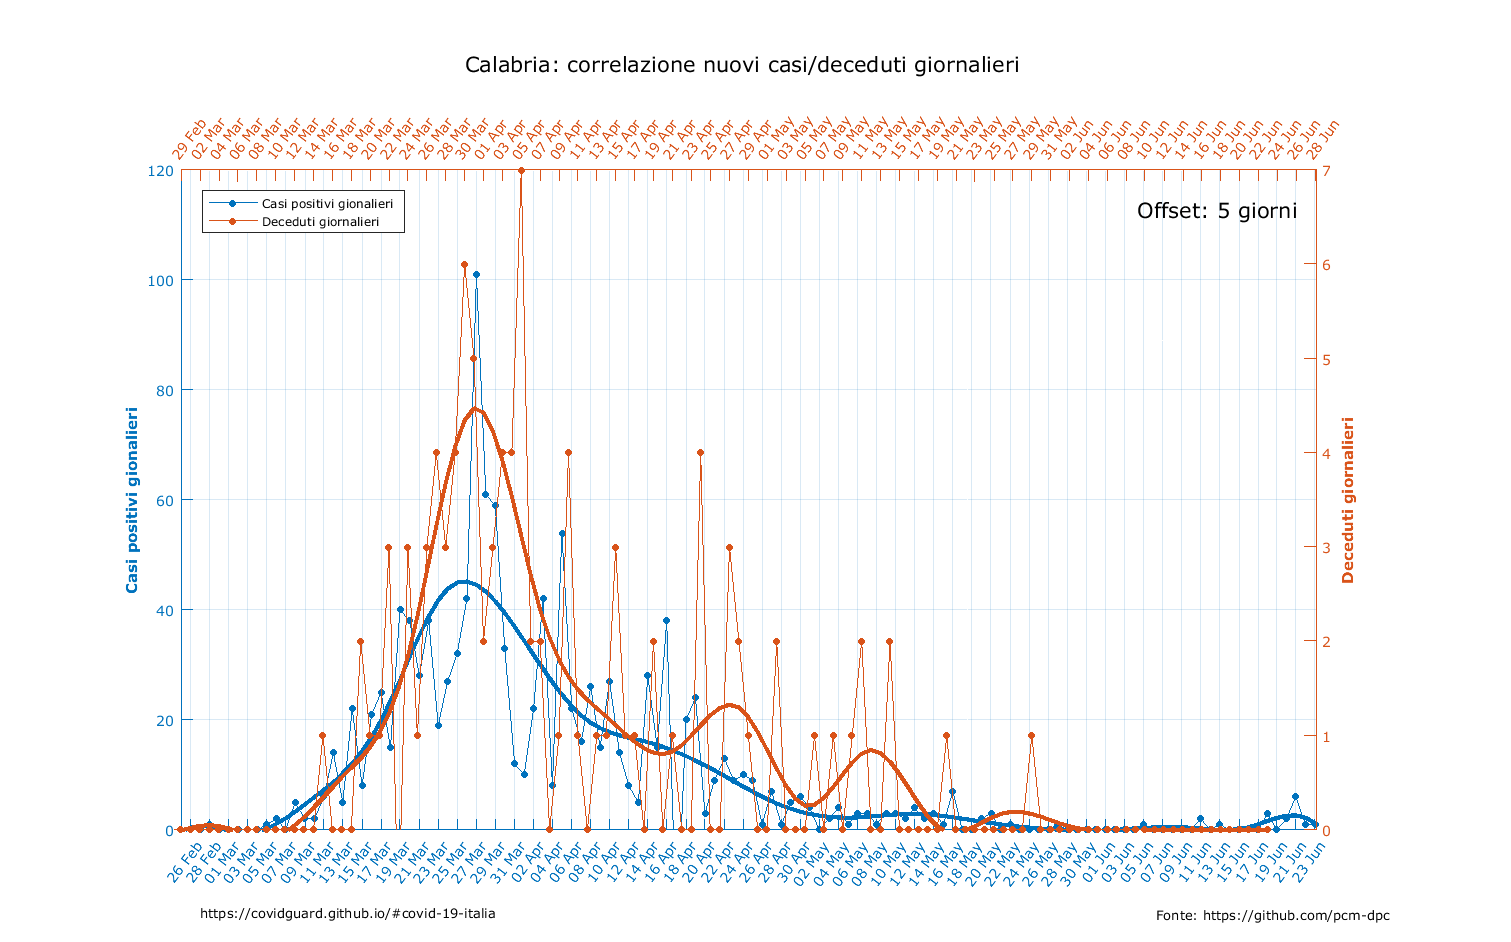 Calabria: correlazione nuovi casi/deceduti giornalieri
29 Feb 02 Mar 04 Mar 06 Mar 08 Mar 10 Mar 12 Mar 14 Mar 16 Mar 18 Mar 20 Mar 22 Mar 24 Mar 26 Mar 28 Mar 30 Mar 01 Apr 03 Apr 05 Apr 07 Apr 09 Apr 11 Apr 13 Apr 15 Apr 17 Apr 19 Apr 21 Apr 23 Apr 25 Apr 27 Apr 29 Apr 01 May 03 May 05 May 07 May 09 May 11 May 13 May 15 May 17 May 19 May 21 May 23 May 25 May 27 May 29 May 31 May 02 Jun 04 Jun 06 Jun 08 Jun 10 Jun 12 Jun 14 Jun 16 Jun 18 Jun 20 Jun 22 Jun 24 Jun 26 Jun 28 Jun
120 7
Casi positivi gionalieri
Deceduti giornalieri
Offset: 5 giorni
6
100
5
80
4
60
3
40
2
20
1
0 0
Casi positivi gionalieri
Deceduti giornalieri
26 Feb 28 Feb 01 Mar 03 Mar 05 Mar 07 Mar 09 Mar 11 Mar 13 Mar 15 Mar 17 Mar 19 Mar 21 Mar 23 Mar 25 Mar 27 Mar 29 Mar 31 Mar 02 Apr 04 Apr 06 Apr 08 Apr 10 Apr 12 Apr 14 Apr 16 Apr 18 Apr 20 Apr 22 Apr 24 Apr 26 Apr 28 Apr 30 Apr 02 May 04 May 06 May 08 May 10 May 12 May 14 May 16 May 18 May 20 May 22 May 24 May 26 May 28 May 30 May 01 Jun 03 Jun 05 Jun 07 Jun 09 Jun 11 Jun 13 Jun 15 Jun 17 Jun 19 Jun 21 Jun 23 Jun
https://covidguard.github.io/#covid-19-italia
Fonte: https://github.com/pcm-dpc